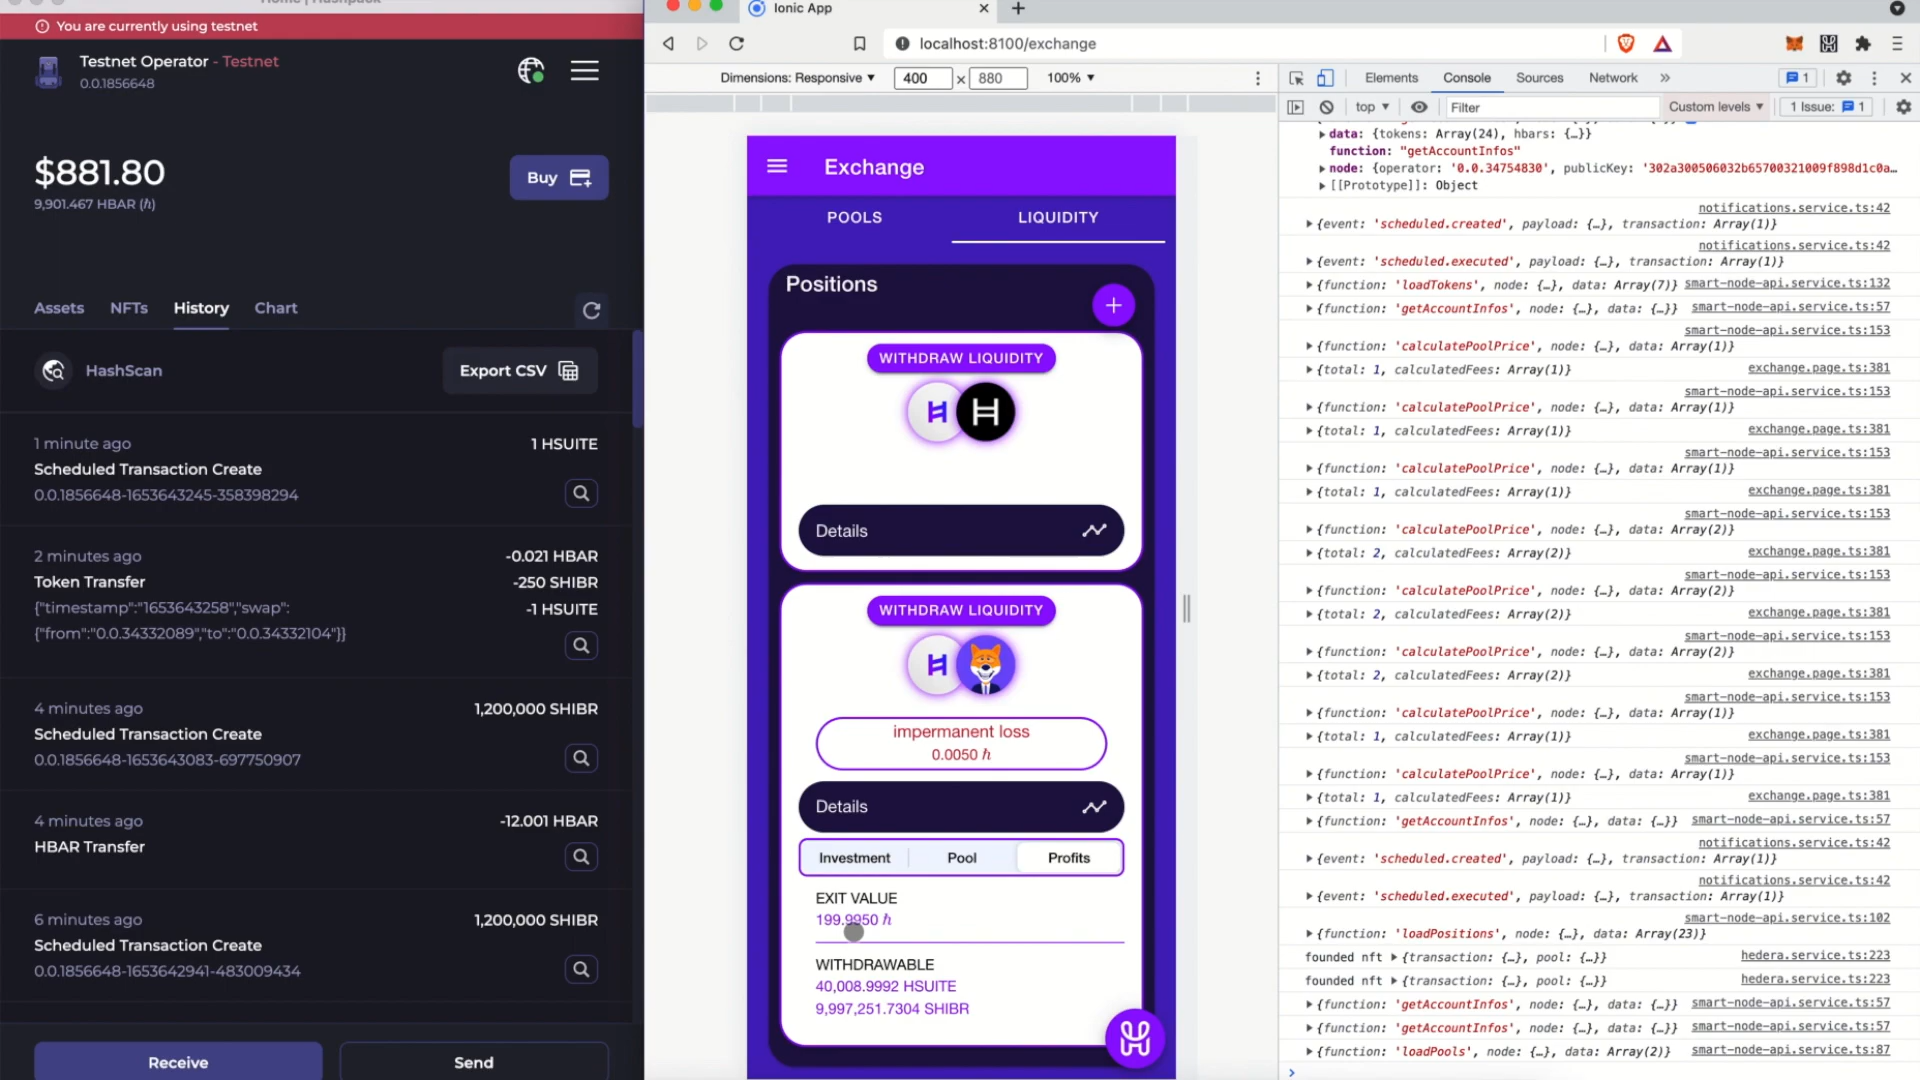 You are currently using testnet
Testnet Operator - Testnet
0.0.1856648
$881.80
9,901.467 HBAR (ℏ)
Buy
Assets
NFTs
History
Chart
HashScan
Export CSV
1 minute ago
1 HSUITE
Scheduled Transaction Create
0.0.1856648-1653643245-358398294
2 minutes ago
-0.021 HBAR
Token Transfer
-250 SHIBR
{"timestamp":"1653643258","swap":
-1 HSUITE
{"from":"0.0.34332089","to":"0.0.34332104"}}
4 minutes ago
1,200,000 SHIBR
Scheduled Transaction Create
0.0.1856648-1653643083-697750907
4 minutes ago
-12.001 HBAR
HBAR Transfer
6 minutes ago
1,200,000 SHIBR
Scheduled Transaction Create
0.0.1856648-1653642941-483009434
Receive
Send
Ionic App
localhost:8100/exchange
Dimensions: Responsive
400 × 880
100%
Exchange
POOLS
LIQUIDITY
Positions
WITHDRAW LIQUIDITY
Details
WITHDRAW LIQUIDITY
impermanent loss
0.0050 ℏ
Details
Investment
Pool
Profits
EXIT VALUE
199.9950 ℏ
WITHDRAWABLE
40,008.9992 HSUITE
9,997,251.7304 SHIBR
Elements
Console
Sources
Network
»
1
top
Filter
Custom levels
1 Issue: 1
data: {tokens: Array(24), hbars: {…}}
function: "getAccountInfos"
node: {operator: '0.0.34754830', publicKey: '302a300506032b65700321009f898d1c0a…
[[Prototype]]: Object
notifications.service.ts:42
{event: 'scheduled.created', payload: {…}, transaction: Array(1)}
notifications.service.ts:42
{event: 'scheduled.executed', payload: {…}, transaction: Array(1)}
{function: 'loadTokens', node: {…}, data: Array(7)} smart-node-api.service.ts:132
{function: 'getAccountInfos', node: {…}, data: {…}} smart-node-api.service.ts:57
smart-node-api.service.ts:153
{function: 'calculatePoolPrice', node: {…}, data: Array(1)}
{total: 1, calculatedFees: Array(1)} exchange.page.ts:381
smart-node-api.service.ts:153
{function: 'calculatePoolPrice', node: {…}, data: Array(1)}
{total: 1, calculatedFees: Array(1)} exchange.page.ts:381
smart-node-api.service.ts:153
{function: 'calculatePoolPrice', node: {…}, data: Array(1)}
{total: 1, calculatedFees: Array(1)} exchange.page.ts:381
smart-node-api.service.ts:153
{function: 'calculatePoolPrice', node: {…}, data: Array(2)}
{total: 2, calculatedFees: Array(2)} exchange.page.ts:381
smart-node-api.service.ts:153
{function: 'calculatePoolPrice', node: {…}, data: Array(2)}
{total: 2, calculatedFees: Array(2)} exchange.page.ts:381
smart-node-api.service.ts:153
{function: 'calculatePoolPrice', node: {…}, data: Array(2)}
{total: 2, calculatedFees: Array(2)} exchange.page.ts:381
smart-node-api.service.ts:153
{function: 'calculatePoolPrice', node: {…}, data: Array(1)}
{total: 1, calculatedFees: Array(1)} exchange.page.ts:381
smart-node-api.service.ts:153
{function: 'calculatePoolPrice', node: {…}, data: Array(1)}
{total: 1, calculatedFees: Array(1)} exchange.page.ts:381
{function: 'getAccountInfos', node: {…}, data: {…}} smart-node-api.service.ts:57
notifications.service.ts:42
{event: 'scheduled.created', payload: {…}, transaction: Array(1)}
notifications.service.ts:42
{event: 'scheduled.executed', payload: {…}, transaction: Array(1)}
smart-node-api.service.ts:102
{function: 'loadPositions', node: {…}, data: Array(23)}
founded nft {transaction: {…}, pool: {…}} hedera.service.ts:223
founded nft {transaction: {…}, pool: {…}} hedera.service.ts:223
{function: 'getAccountInfos', node: {…}, data: {…}} smart-node-api.service.ts:57
{function: 'getAccountInfos', node: {…}, data: {…}} smart-node-api.service.ts:57
{function: 'loadPools', node: {…}, data: Array(2)} smart-node-api.service.ts:87